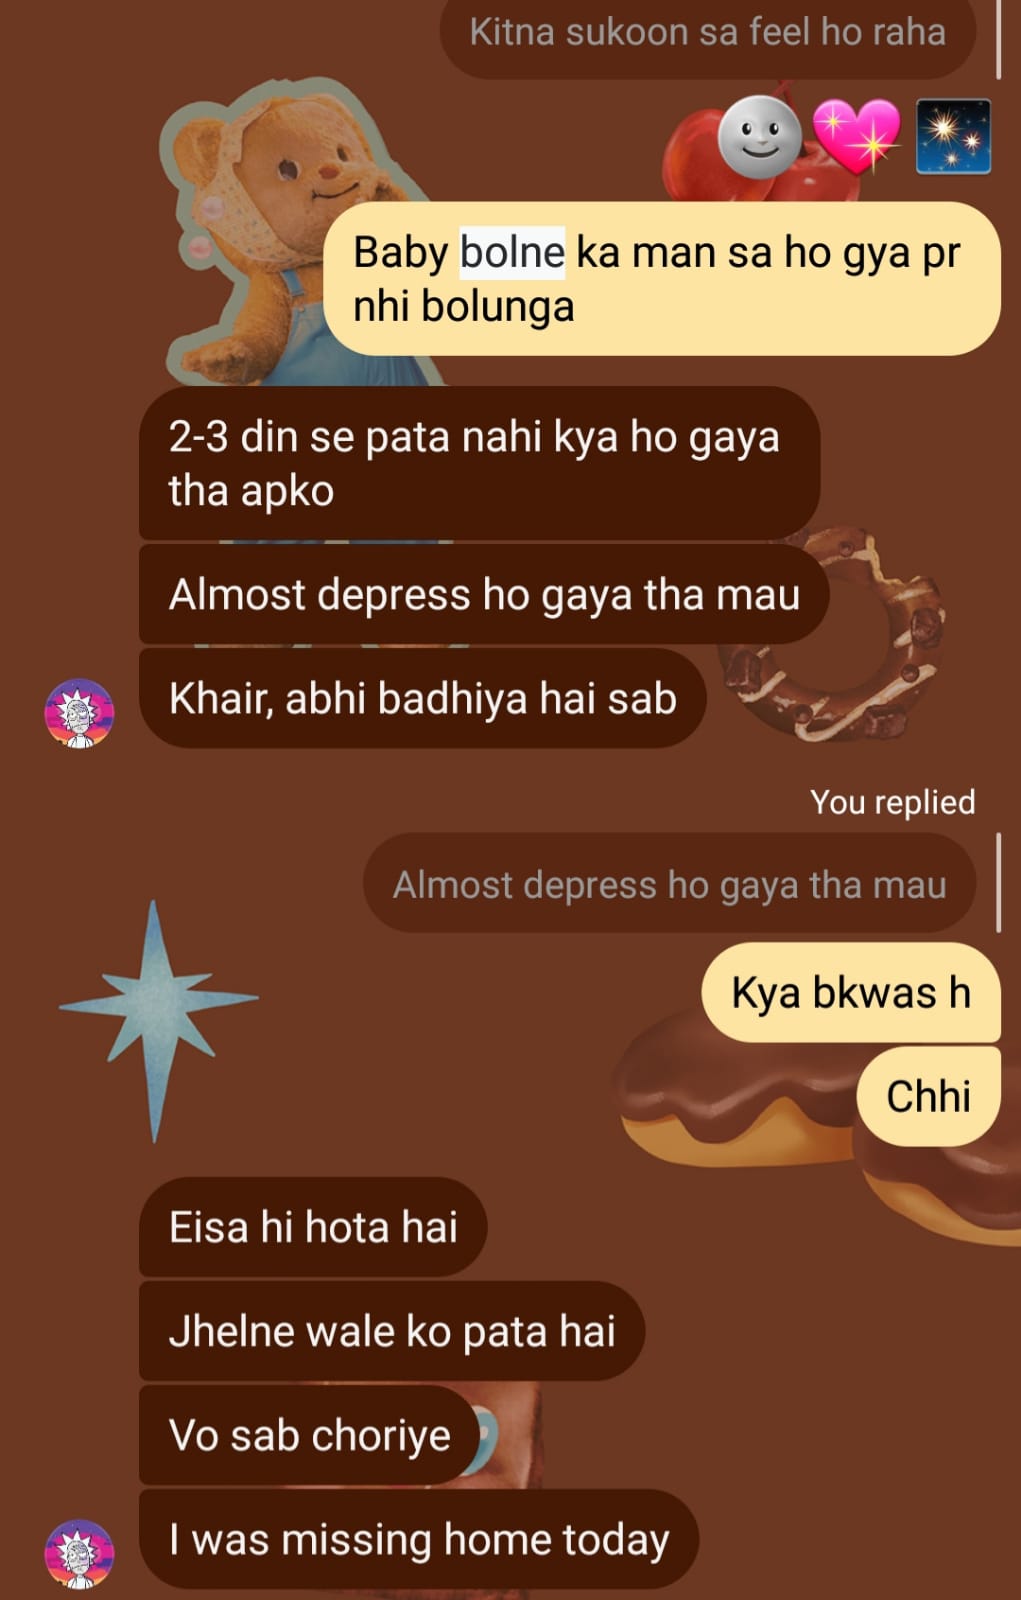 Kitna sukoon sa feel ho raha
Baby bolne ka man sa ho gya pr
nhi bolunga
2-3 din se pata nahi kya ho gaya
tha apko
Almost depress ho gaya tha mau
Khair, abhi badhiya hai sab
You replied
Almost depress ho gaya tha mau
Kya bkwas h
Chhi
Eisa hi hota hai
Jhelne wale ko pata hai
Vo sab choriye
I was missing home today